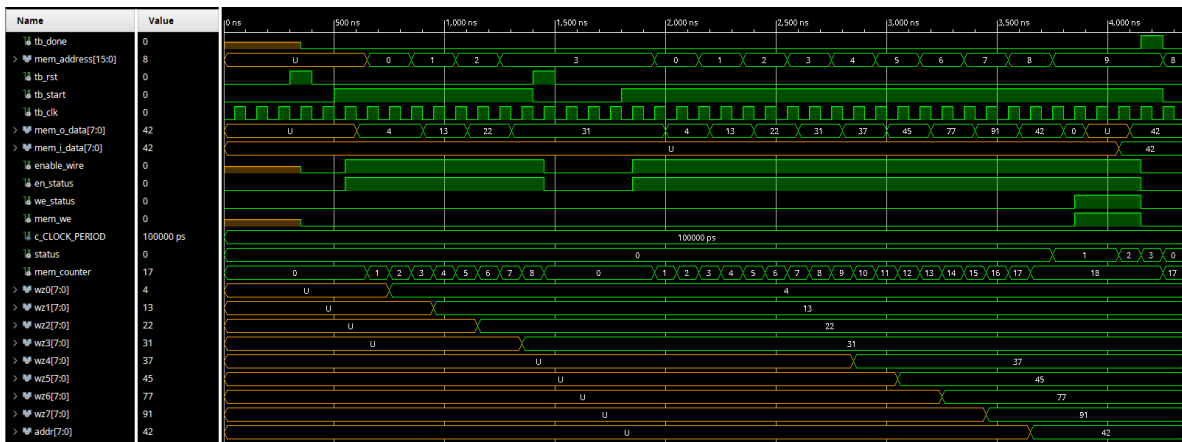 Name Value 0 ns 500 ns 1,000 ns 1,500 ns 2,000 ns 2,500 ns 3,000 ns 3,500 ns 4,000 ns
tb_done 0
mem_address[15:0] 8 U 0 1 2 3 0 1 2 3 4 5 6 7 8 9 8
tb_rst 0
tb_start 0
tb_clk 0
mem_o_data[7:0] 42 U 4 13 22 31 4 13 22 31 37 45 77 91 42 0 U 42
mem_i_data[7:0] 42 U 42
enable_wire 0
en_status 0
we_status 0
mem_we 0
c_CLOCK_PERIOD 100000 ps 100000 ps
status 0 0 1 2 3 0
mem_counter 17 0 1 2 3 4 5 6 7 8 0 1 2 3 4 5 6 7 8 9 10 11 12 13 14 15 16 17 18 17
wz0[7:0] 4 U 4
wz1[7:0] 13 U 13
wz2[7:0] 22 U 22
wz3[7:0] 31 U 31
wz4[7:0] 37 U 37
wz5[7:0] 45 U 45
wz6[7:0] 77 U 77
wz7[7:0] 91 U 91
addr[7:0] 42 U 42